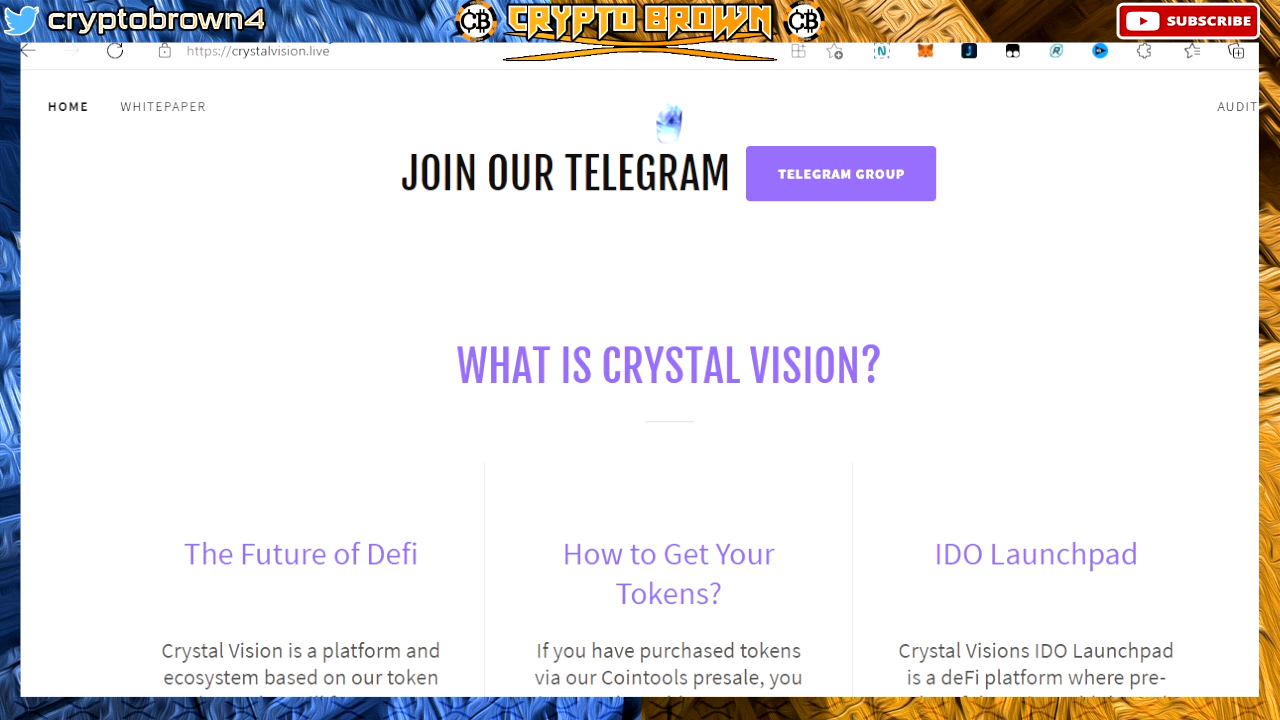 cryptobrown4
CB
CRYPTO BROWN
CB
SUBSCRIBE
https://crystalvision.live
HOME
WHITEPAPER
AUDIT
JOIN OUR TELEGRAM
TELEGRAM GROUP
WHAT IS CRYSTAL VISION?
The Future of Defi
Crystal Vision is a platform and
ecosystem based on our token
How to Get Your
Tokens?
If you have purchased tokens
via our Cointools presale, you
IDO Launchpad
Crystal Visions IDO Launchpad
is a deFi platform where pre-